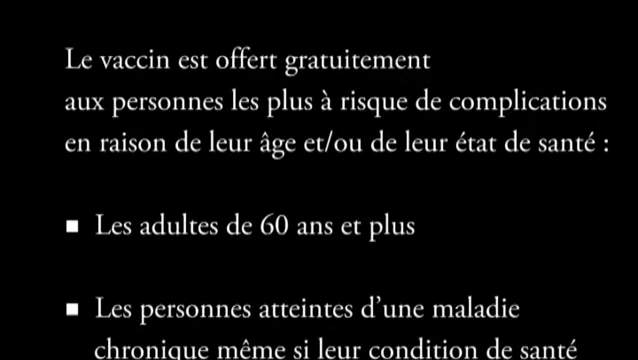 Le vaccin est offert gratuitement
aux personnes les plus à risque de complications
en raison de leur âge et/ou de leur état de santé :
▪ Les adultes de 60 ans et plus
▪ Les personnes atteintes d’une maladie
chronique même si leur condition de santé